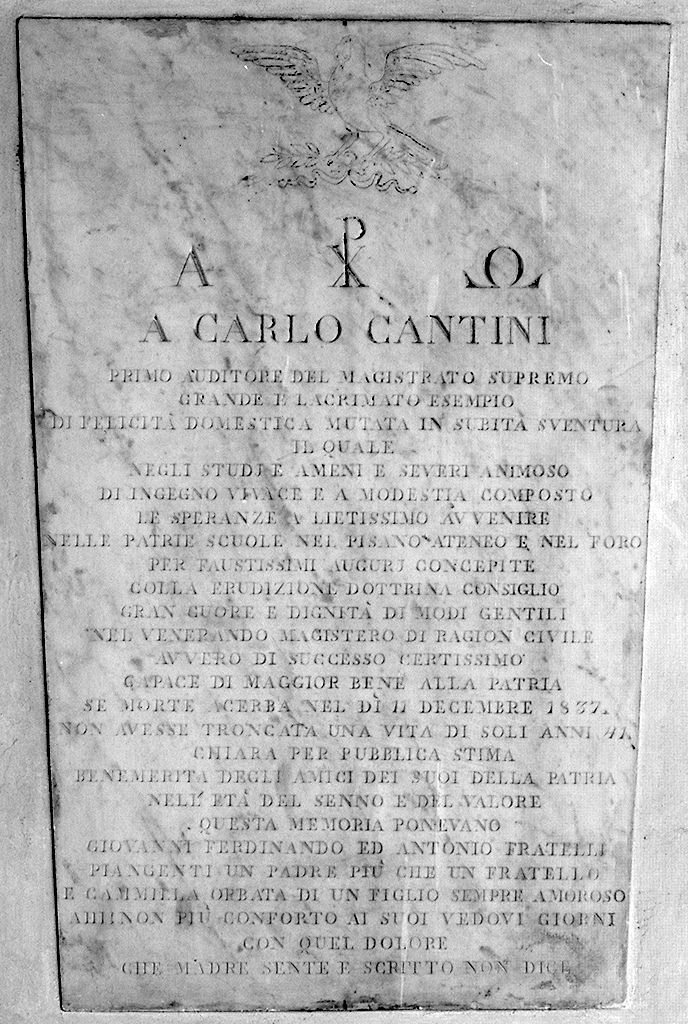 A ☧ Ω
A CARLO CANTINI
PRIMO AUDITORE DEL MAGISTRATO SUPREMO
GRANDE E LACRIMATO ESEMPIO
DI FELICITÀ DOMESTICA MUTATA IN SUBITA SVENTURA
IL QUALE
NEGLI STUDJ E AMENI E SEVERI ANIMOSO
DI INGEGNO VIVACE E A MODESTIA COMPOSTO
LE SPERANZE A LIETISSIMO AVVENIRE
NELLE PATRIE SCUOLE NEL PISANO ATENEO E NEL FORO
PER FAUSTISSIMI AUGURJ CONCEPITE
COLLA ERUDIZIONE DOTTRINA CONSIGLIO
GRAN CUORE E DIGNITÀ DI MODI GENTILI
NEL VENERANDO MAGISTERO DI RAGION CIVILE
AVVERÒ DI SUCCESSO CERTISSIMO
CAPACE DI MAGGIOR BENE ALLA PATRIA
SE MORTE ACERBA NEL DÌ 11 DECEMBRE 1837.
NON AVESSE TRONCATA UNA VITA DI SOLI ANNI 41.
CHIARA PER PUBBLICA STIMA
BENEMERITA DEGLI AMICI DEI SUOI DELLA PATRIA
NELL' ETÀ DEL SENNO E DEL VALORE
QUESTA MEMORIA PONEVANO
GIOVANNI FERDINANDO ED ANTONIO FRATELLI
PIANGENTI UN PADRE PIÙ CHE UN FRATELLO
E CAMMILLA ORBATA DI UN FIGLIO SEMPRE AMOROSO
AHI! NON PIÙ CONFORTO AI SUOI VEDOVI GIORNI
CON QUEL DOLORE
CHE MADRE SENTE E SCRITTO NON DICE